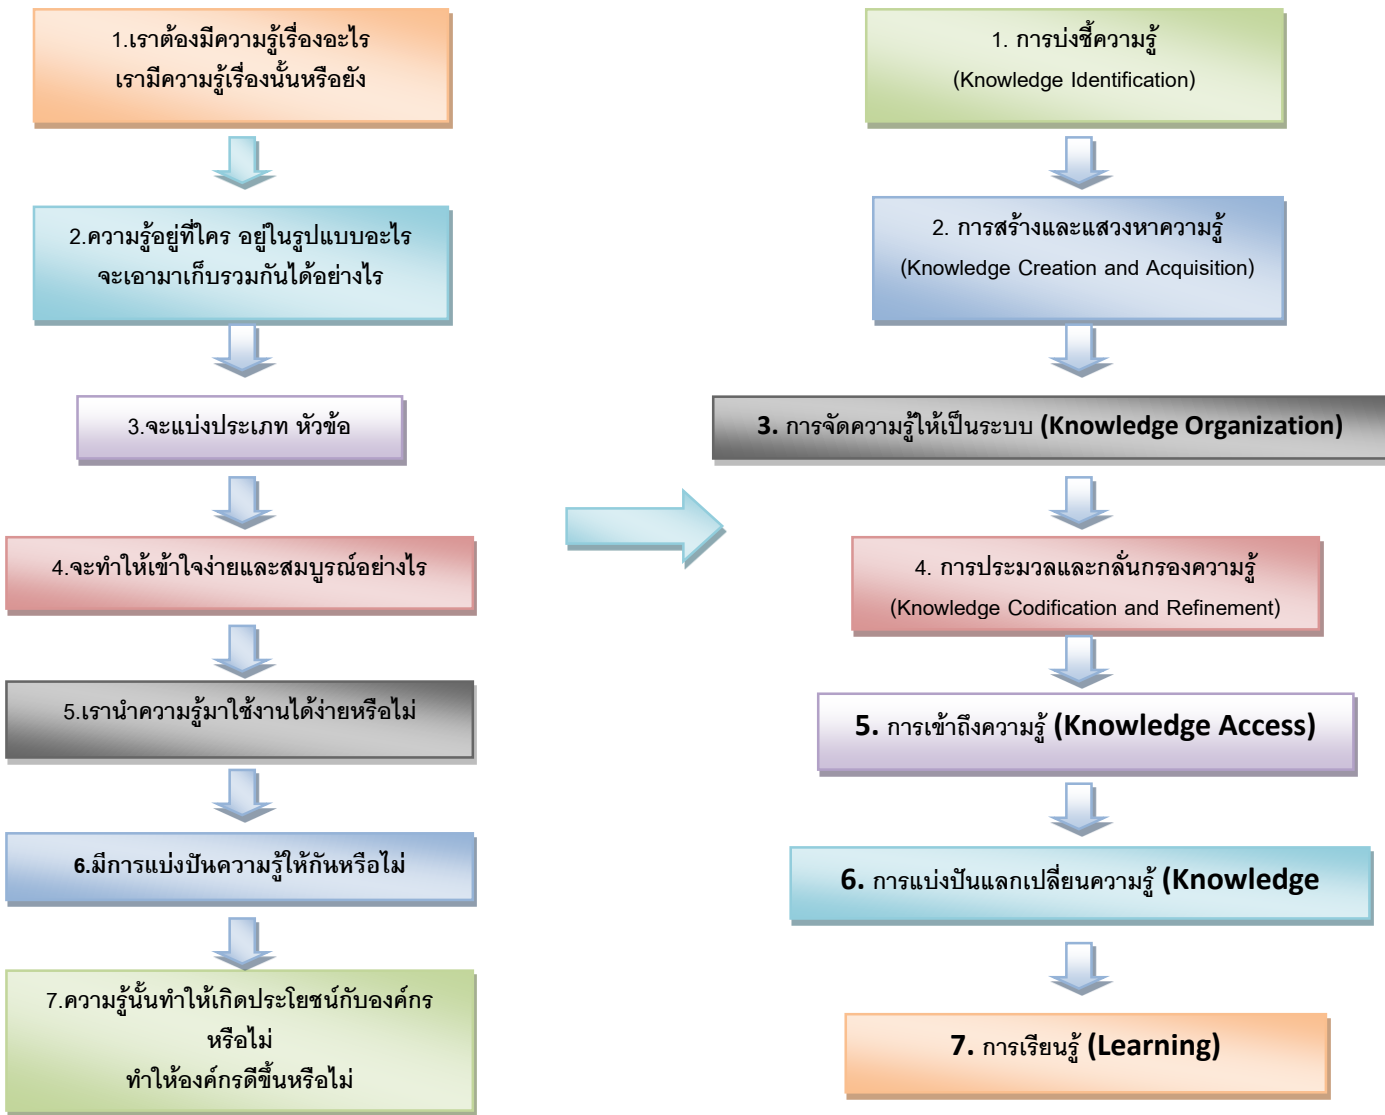 1.เราต้องมีความรู้เรื่องอะไร
เรามีความรู้เรื่องนั้นหรือยัง
2.ความรู้อยู่ที่ใคร อยู่ในรูปแบบอะไร
จะเอามาเก็บรวมกันได้อย่างไร
3.จะแบ่งประเภท หัวข้อ
4.จะทำให้เข้าใจง่ายและสมบูรณ์อย่างไร
5.เรานำความรู้มาใช้งานได้ง่ายหรือไม่
6.มีการแบ่งปันความรู้ให้กันหรือไม่
7.ความรู้นั้นทำให้เกิดประโยชน์กับองค์กร
หรือไม่
ทำให้องค์กรดีขึ้นหรือไม่
1. การบ่งชี้ความรู้
(Knowledge Identification)
2. การสร้างและแสวงหาความรู้
(Knowledge Creation and Acquisition)
3. การจัดความรู้ให้เป็นระบบ (Knowledge Organization)
4. การประมวลและกลั่นกรองความรู้
(Knowledge Codification and Refinement)
5. การเข้าถึงความรู้ (Knowledge Access)
6. การแบ่งปันแลกเปลี่ยนความรู้ (Knowledge
7. การเรียนรู้ (Learning)